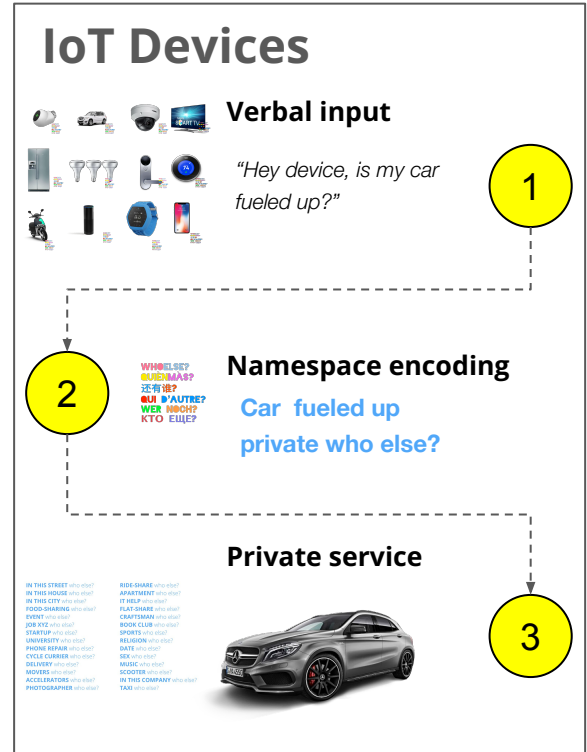 IoT Devices
Verbal input
SMART TV
“Hey device, is my car
fueled up?”
1
2
WHOELSE?
QUIÉNMÁS?
还有谁?
QUI D'AUTRE?
WER NOCH?
КТО ЕЩЕ?
Namespace encoding
Car fueled up
private who else?
Private service
3
IN THIS STREET who else?
IN THIS HOUSE who else?
IN THIS CITY who else?
FOOD-SHARING who else?
EVENT who else?
JOB XYZ who else?
STARTUP who else?
UNIVERSITY who else?
PHONE REPAIR who else?
CYCLE CURRIER who else?
DELIVERY who else?
MOVERS who else?
ACCELERATORS who else?
PHOTOGRAPHER who else?
RIDE-SHARE who else?
APARTMENT who else?
IT HELP who else?
FLAT-SHARE who else?
CRAFTSMAN who else?
BOOK CLUB who else?
SPORTS who else?
RELIGION who else?
DATE who else?
SEX who else?
MUSIC who else?
SCOOTER who else?
IN THIS COMPANY who else?
TAXI who else?